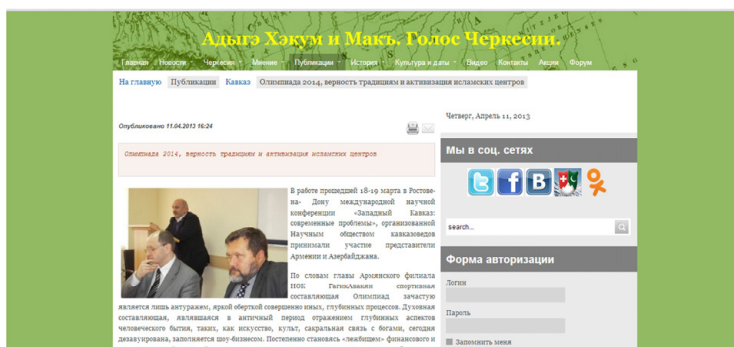 Адыгэ Хэкум и Макъ. Голос Черкесии.
Главная Новости Черкесия Мнение Публикации История Культура и даты Видео Контакты Акции Форум
На главную Публикации Кавказ Олимпиада 2014, верность традициям и активизация исламских центров
Четверг, Апрель 11, 2013
Опубликовано 11.04.2013 16:24
Олимпиада 2014, верность традициям и активизация исламских центров
В работе прошедшей 18-19 марта в Ростове-
на- Дону международной научной
конференции «Западный Кавказ:
современные проблемы», организованной
Научным обществом кавказоведов
принимали участие представители
Армении и Азербайджана.
По словам главы Армянского филиала
спортивная
составляющая Олимпиад зачастую
является лишь антуражем, яркой оберткой совершенно иных, глубинных процессов. Духовная
составляющая, являвшаяся в античный период отражением глубинных аспектов
человеческого бытия, таких, как искусство, культ, сакральная связь с богами, сегодня
дезавуирована, заполняется шоу-бизнесом. Постепенно становясь «лежбищем» финансового и
Мы в соц. сетях
search...
Форма авторизации
Логин
Пароль
Запомнить меня